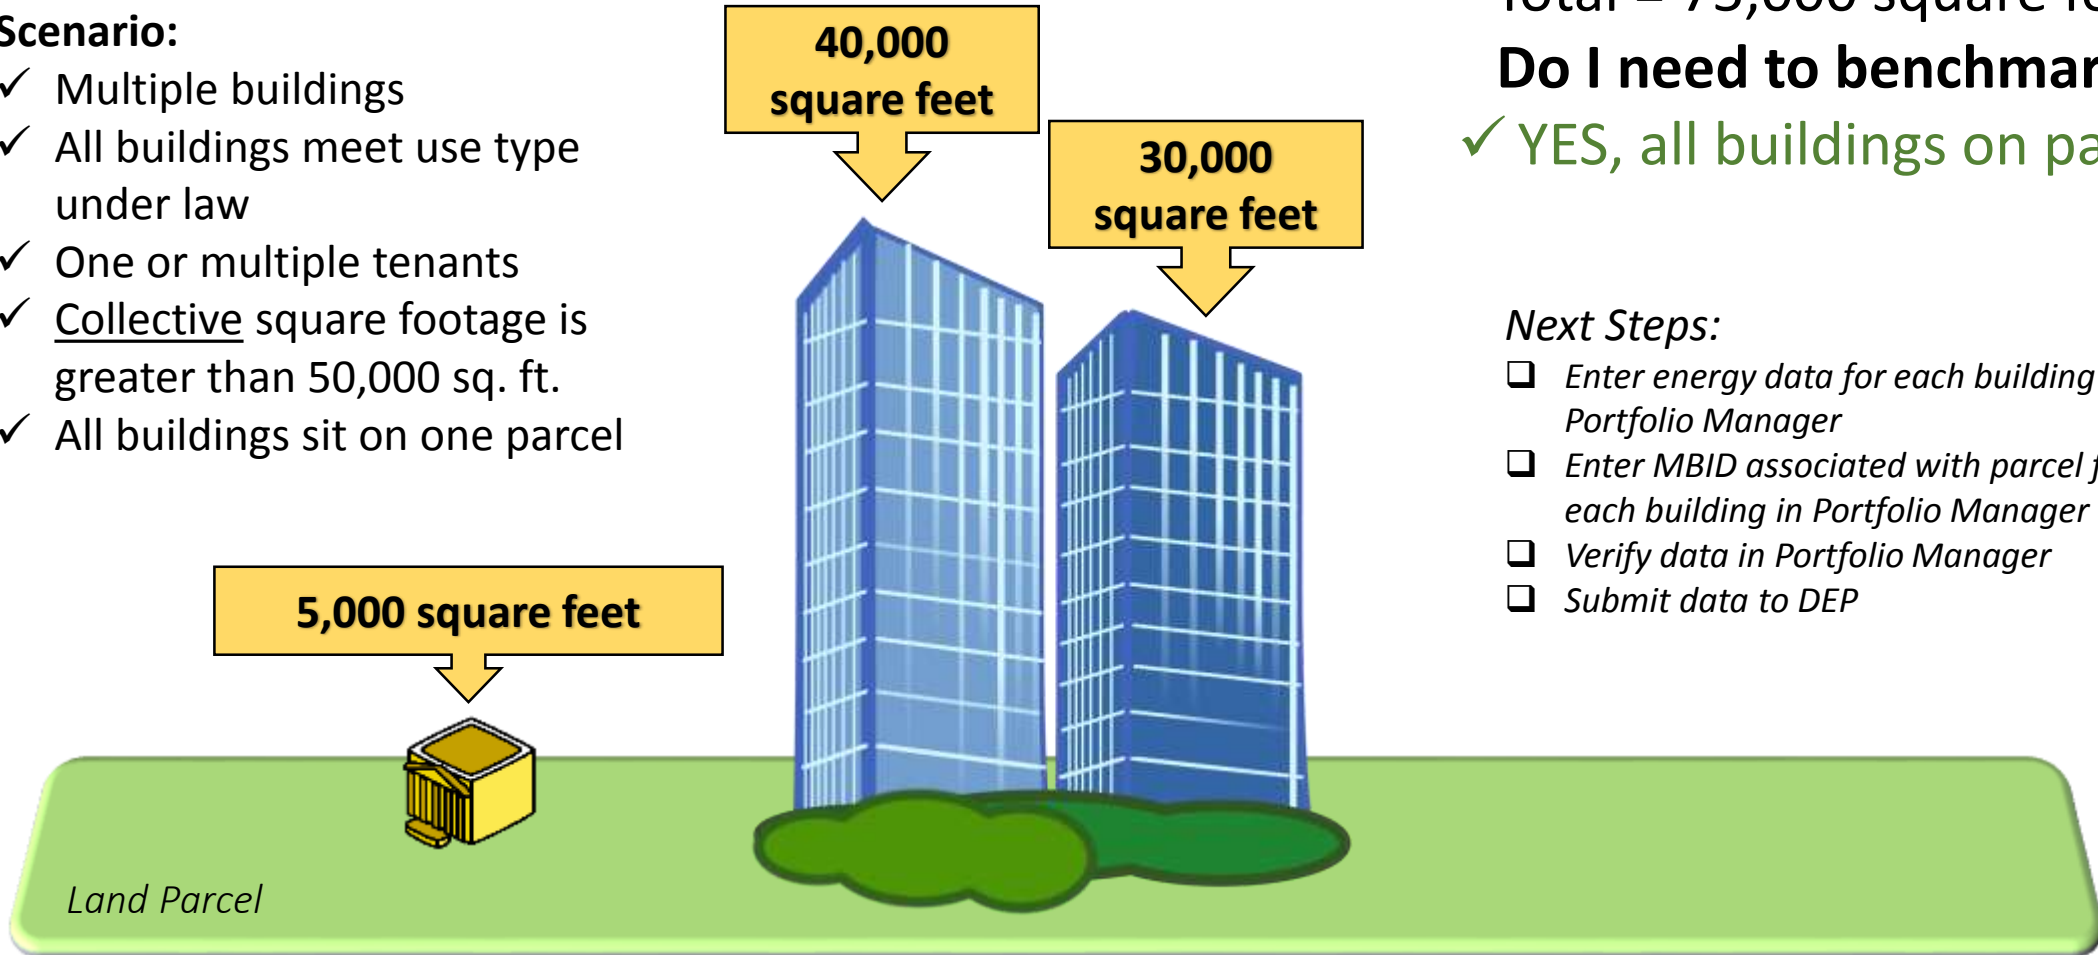 Scenario:
✓ Multiple buildings
✓ All buildings meet use type
under law
✓ One or multiple tenants
✓ Collective square footage is
greater than 50,000 sq. ft.
✓ All buildings sit on one parcel
40,000
square feet
30,000
square feet
5,000 square feet
Land Parcel
Total = 75,000 square
Do I need to
✓ YES, all buildings on
Next Steps:
❑ Enter energy data for each building
Portfolio Manager
❑ Enter MBID associated with parcel
each building in Portfolio Manager
❑ Verify data in Portfolio Manager
❑ Submit data to DEP